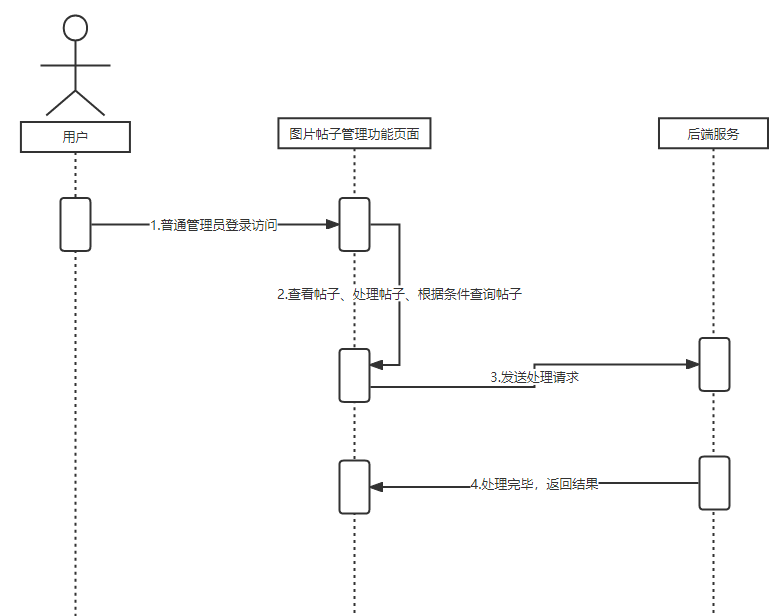 用户
图片帖子管理功能页面
后端服务
1.普通管理员登录访问
2.查看帖子、处理帖子、根据条件查询帖子
3.发送处理请求
4.处理完毕，返回结果